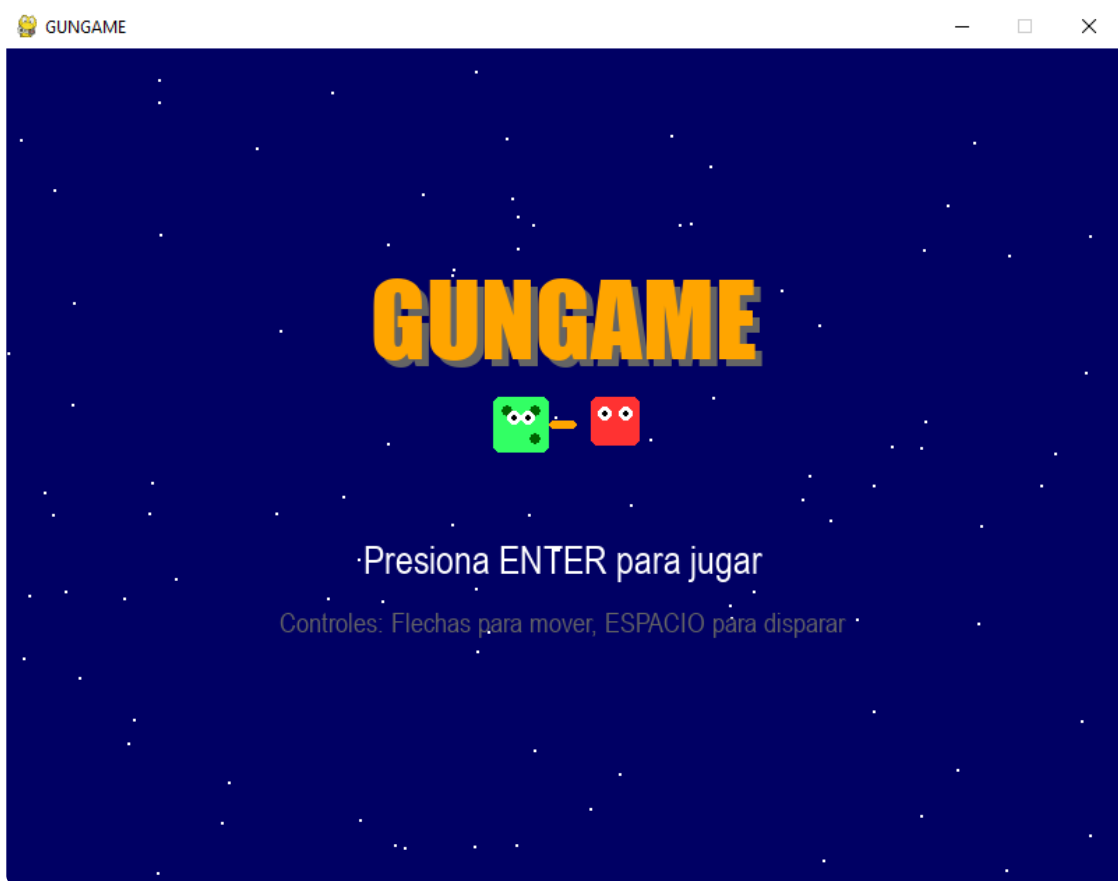 GUNGAME
GUNGAME
Presiona ENTER para jugar
Controles: Flechas para mover, ESPACIO para disparar